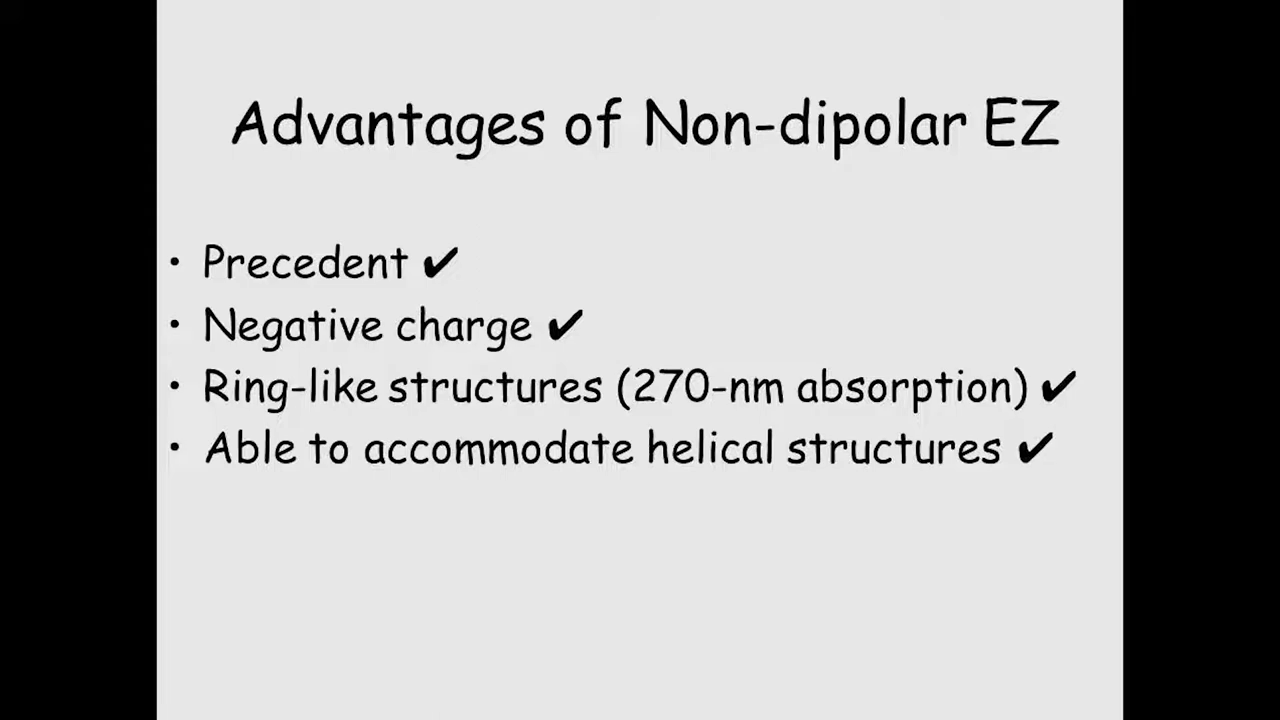 Advantages of Non-dipolar EZ
• Precedent ✔
• Negative charge ✔
• Ring-like structures (270-nm absorption) ✔
• Able to accommodate helical structures ✔